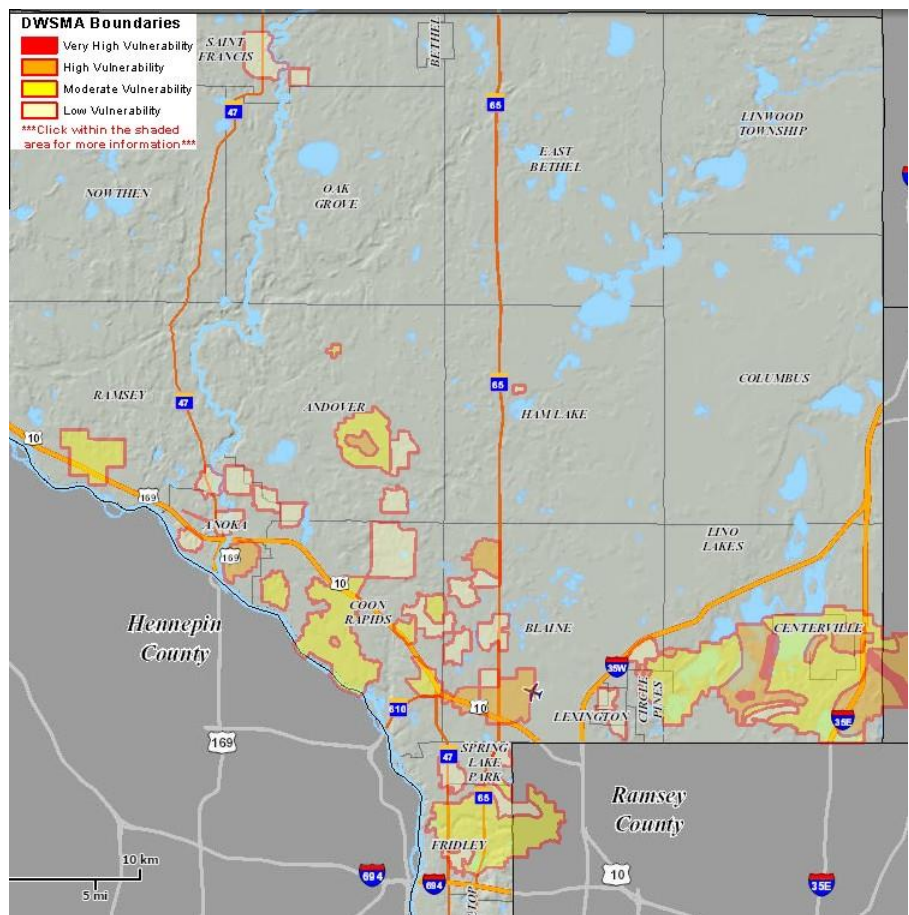 DWSMA Boundaries
Very High Vulnerability
High Vulnerability
Moderate Vulnerability
Low Vulnerability
***Click within the shaded
area for more information***
SAINT
FRANCIS
BETHEL
47
65
LINWOOD
TOWNSHIP
EAST
BETHEL
NOWTHEN
OAK
GROVE
RAMSEY
47
ANDOVER
65
HAM LAKE
COLUMBUS
10
169
ANOKA
169
10
COON
RAPIDS
LINO
LAKES
Hennepin
County
BLAINE
CENTERVILLE
35W
CIRCLE
PINES
LEXINGTON
610
10
35E
169
47
SPRING
LAKE
PARK
65
Ramsey
County
FRIDLEY
10 km
5 mi
694
694
10
35E